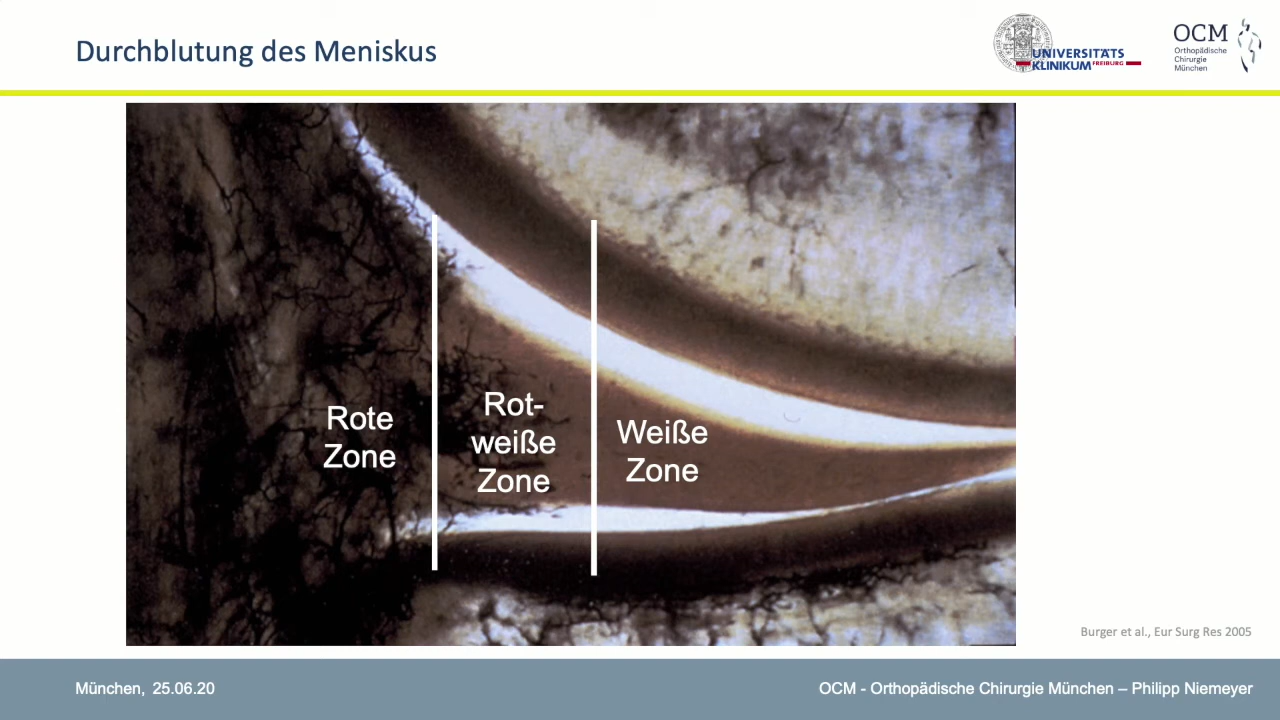 Durchblutung des Meniskus
UNIVERSITÄTS
KLINIKUM FREIBURG
OCM
Orthopädische
Chirurgie
München
Rote
Zone
Rot-
weiße
Zone
Weiße
Zone
Burger et al., Eur Surg Res 2005
München, 25.06.20
OCM - Orthopädische Chirurgie München – Philipp Niemeyer